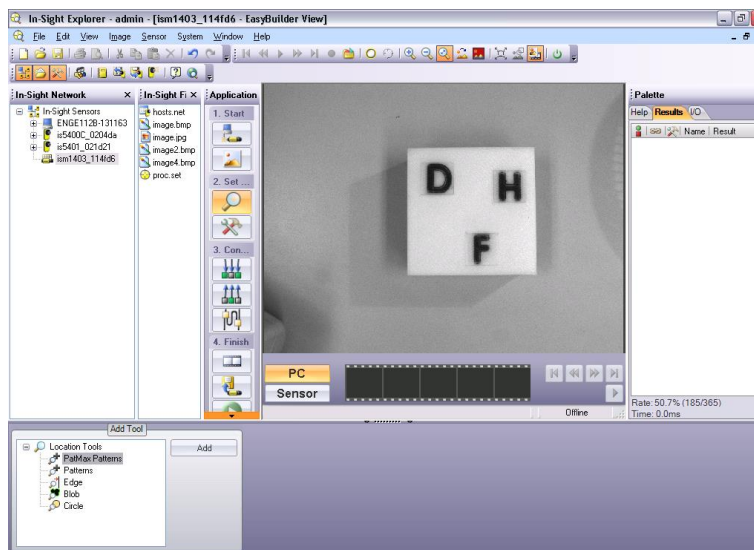 In-Sight Explorer - admin - [ism1403_114fd6 - EasyBuilder View]
File Edit View Image Sensor System Window Help
In-Sight Network
In-Sight Sensors
ENGE112B-131163
is5400C_0204da
is5401_021d21
ism1403_114fd6
In-Sight Fi
hosts.net
image.bmp
image.jpg
image2.bmp
image4.bmp
proc.set
Application
1. Start
2. Set ...
3. Con...
4. Finish
D H
F
PC
Sensor
Offline
Palette
Help Results I/O
Name Result
Rate: 50.7% (185/365)
Time: 0.0ms
Add Tool
Location Tools
PatMax Patterns
Patterns
Edge
Blob
Circle
Add